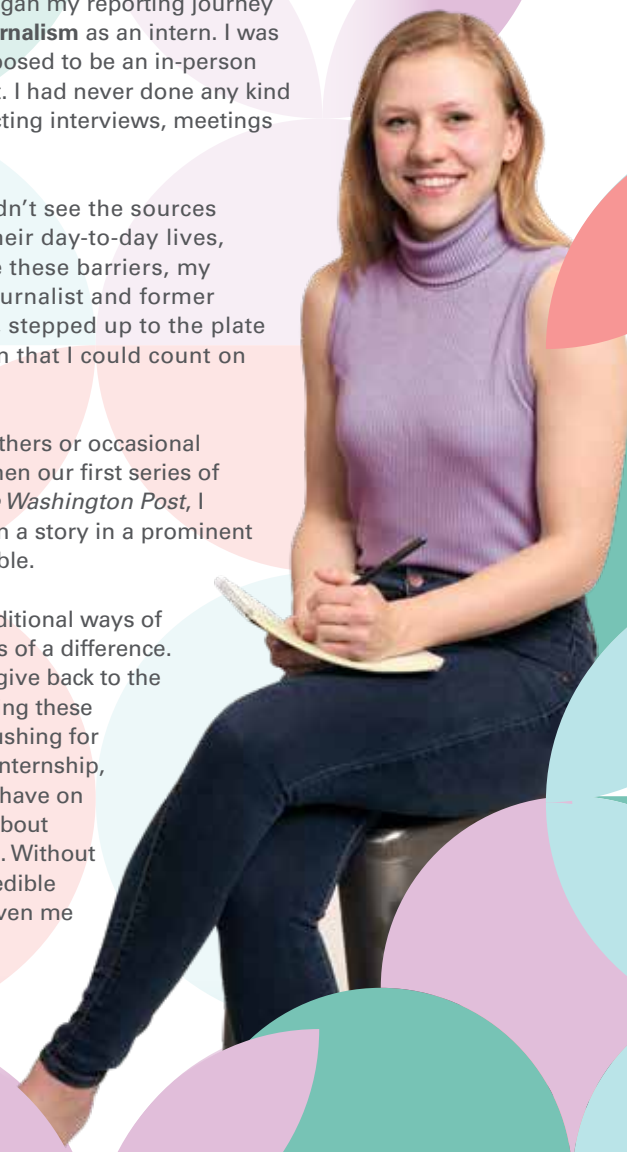 gan my reporting journey
rnalism as an intern. I was
posed to be an in-person
. I had never done any kind
cting interviews, meetings
dn’t see the sources
heir day-to-day lives,
e these barriers, my
urnalist and former
stepped up to the plate
n that I could count on
thers or occasional
hen our first series of
Washington Post, I
n a story in a prominent
ble.
ditional ways of
s of a difference.
give back to the
ing these
ushing for
nternship,
have on
bout
. Without
edible
ven me